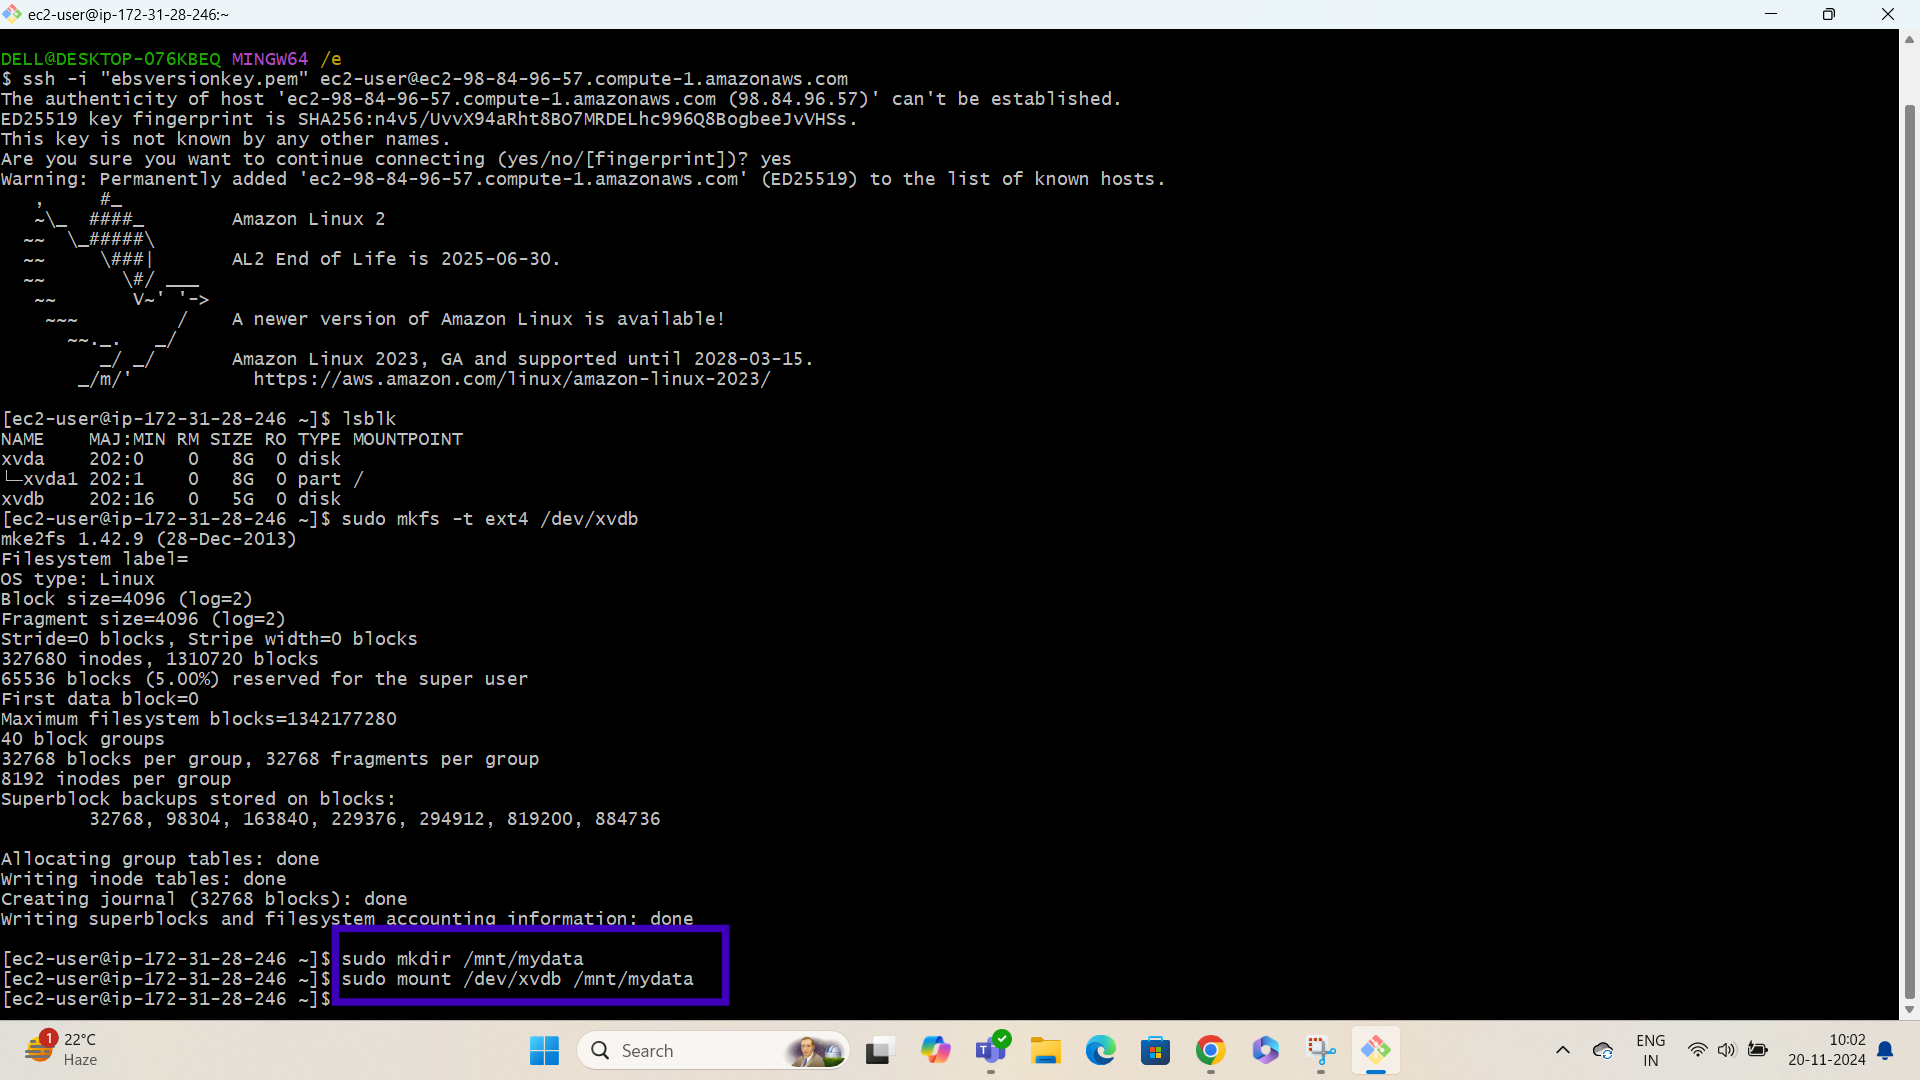 ec2-user@ip-172-31-28-246:~
DELL@DESKTOP-076KBEQ MINGW64 /e
$ ssh -i "ebsversionkey.pem" ec2-user@ec2-98-84-96-57.compute-1.amazonaws.com
The authenticity of host 'ec2-98-84-96-57.compute-1.amazonaws.com (98.84.96.57)' can't be established.
ED25519 key fingerprint is SHA256:n4v5/UvvX94aRht8BO7MRDELhc996Q8BogbeeJvVHSs.
This key is not known by any other names.
Are you sure you want to continue connecting (yes/no/[fingerprint])? yes
Warning: Permanently added 'ec2-98-84-96-57.compute-1.amazonaws.com' (ED25519) to the list of known hosts.
   ,     #_
   ~\_  ####_        Amazon Linux 2
  ~~  \_#####\
  ~~     \###|       AL2 End of Life is 2025-06-30.
  ~~       \#/ ___
   ~~       V~' '->
    ~~~         /    A newer version of Amazon Linux is available!
      ~~._.   _/
         _/ _/       Amazon Linux 2023, GA and supported until 2028-03-15.
       _/m/'           https://aws.amazon.com/linux/amazon-linux-2023/
[ec2-user@ip-172-31-28-246 ~]$ lsblk
NAME    MAJ:MIN RM SIZE RO TYPE MOUNTPOINT
xvda    202:0    0   8G  0 disk
└─xvda1 202:1    0   8G  0 part /
xvdb    202:16   0   5G  0 disk
[ec2-user@ip-172-31-28-246 ~]$ sudo mkfs -t ext4 /dev/xvdb
mke2fs 1.42.9 (28-Dec-2013)
Filesystem label=
OS type: Linux
Block size=4096 (log=2)
Fragment size=4096 (log=2)
Stride=0 blocks, Stripe width=0 blocks
327680 inodes, 1310720 blocks
65536 blocks (5.00%) reserved for the super user
First data block=0
Maximum filesystem blocks=1342177280
40 block groups
32768 blocks per group, 32768 fragments per group
8192 inodes per group
Superblock backups stored on blocks:
        32768, 98304, 163840, 229376, 294912, 819200, 884736
Allocating group tables: done
Writing inode tables: done
Creating journal (32768 blocks): done
Writing superblocks and filesystem accounting information: done
[ec2-user@ip-172-31-28-246 ~]$ sudo mkdir /mnt/mydata
[ec2-user@ip-172-31-28-246 ~]$ sudo mount /dev/xvdb /mnt/mydata
[ec2-user@ip-172-31-28-246 ~]$
1
22°C
Haze
Search
ENG
IN
10:02
20-11-2024